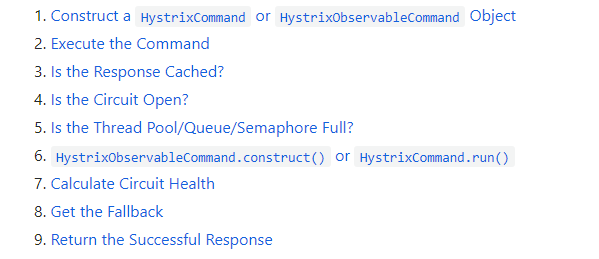 1. Construct a HystrixCommand or HystrixObservableCommand Object
2. Execute the Command
3. Is the Response Cached?
4. Is the Circuit Open?
5. Is the Thread Pool/Queue/Semaphore Full?
6. HystrixObservableCommand.construct() or HystrixCommand.run()
7. Calculate Circuit Health
8. Get the Fallback
9. Return the Successful Response